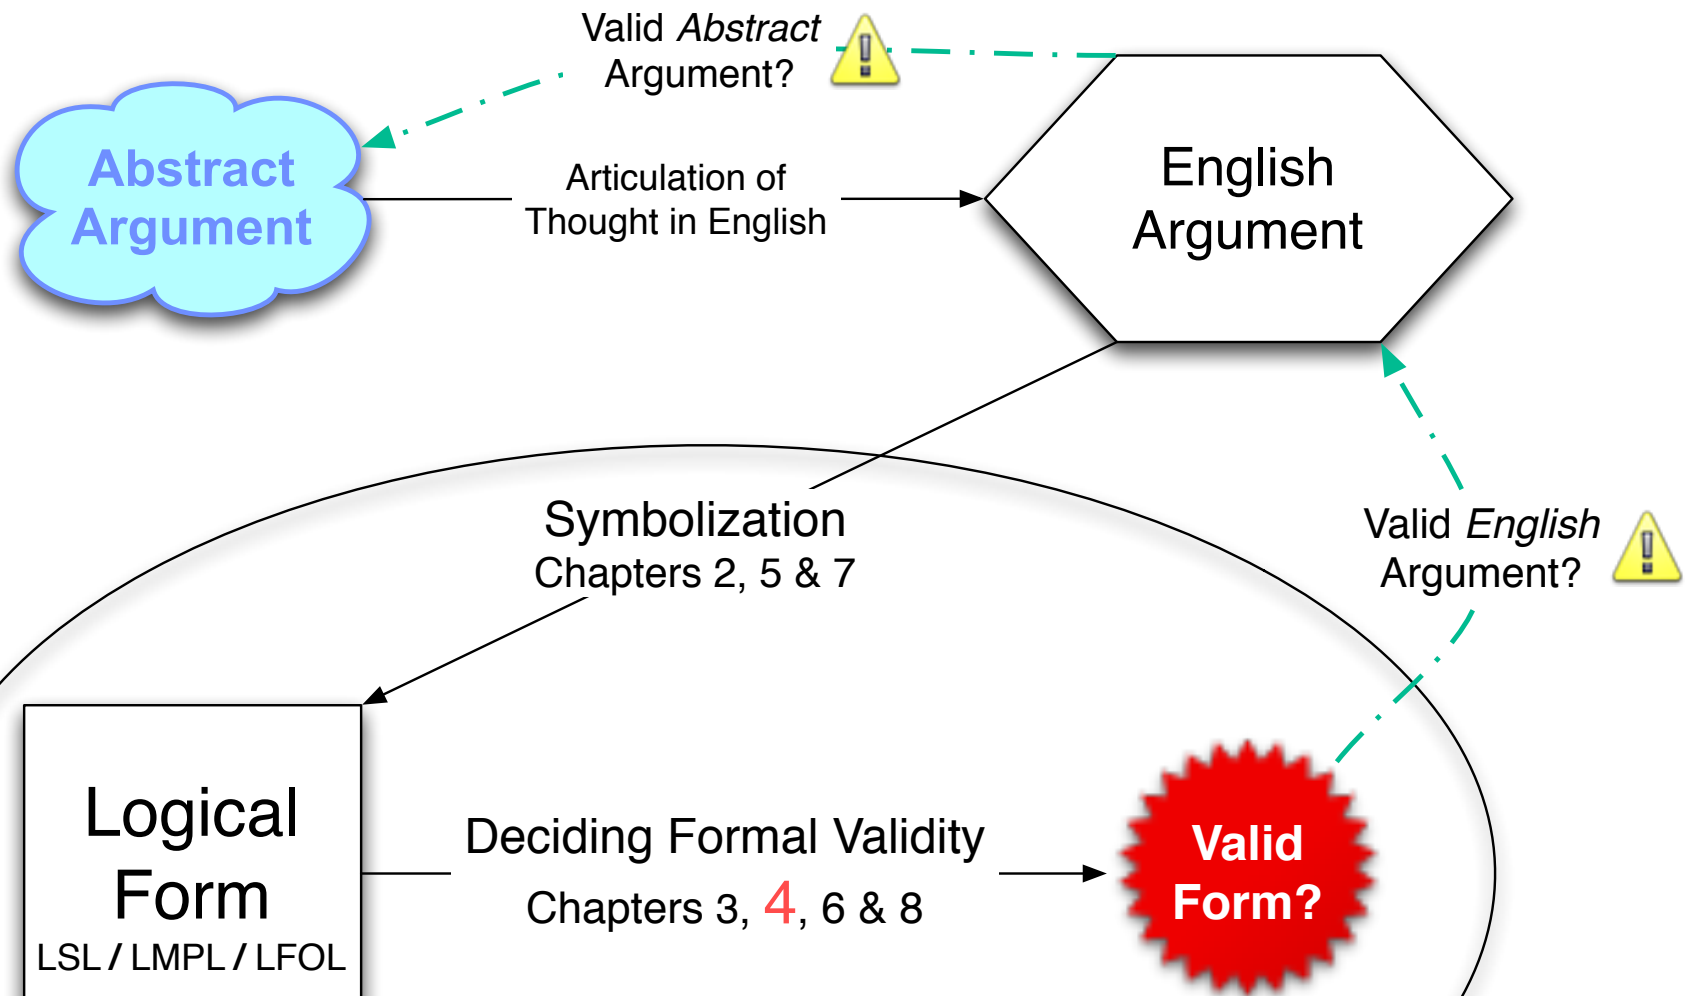 Valid Abstract
Argument?
Abstract
Argument
Articulation of
Thought in English
English
Argument
Symbolization
Chapters 2, 5 & 7
Valid English
Argument?
Logical
Form
LSL / LMPL / LFOL
Deciding Formal Validity
Chapters 3, 4, 6 & 8
Valid
Form?